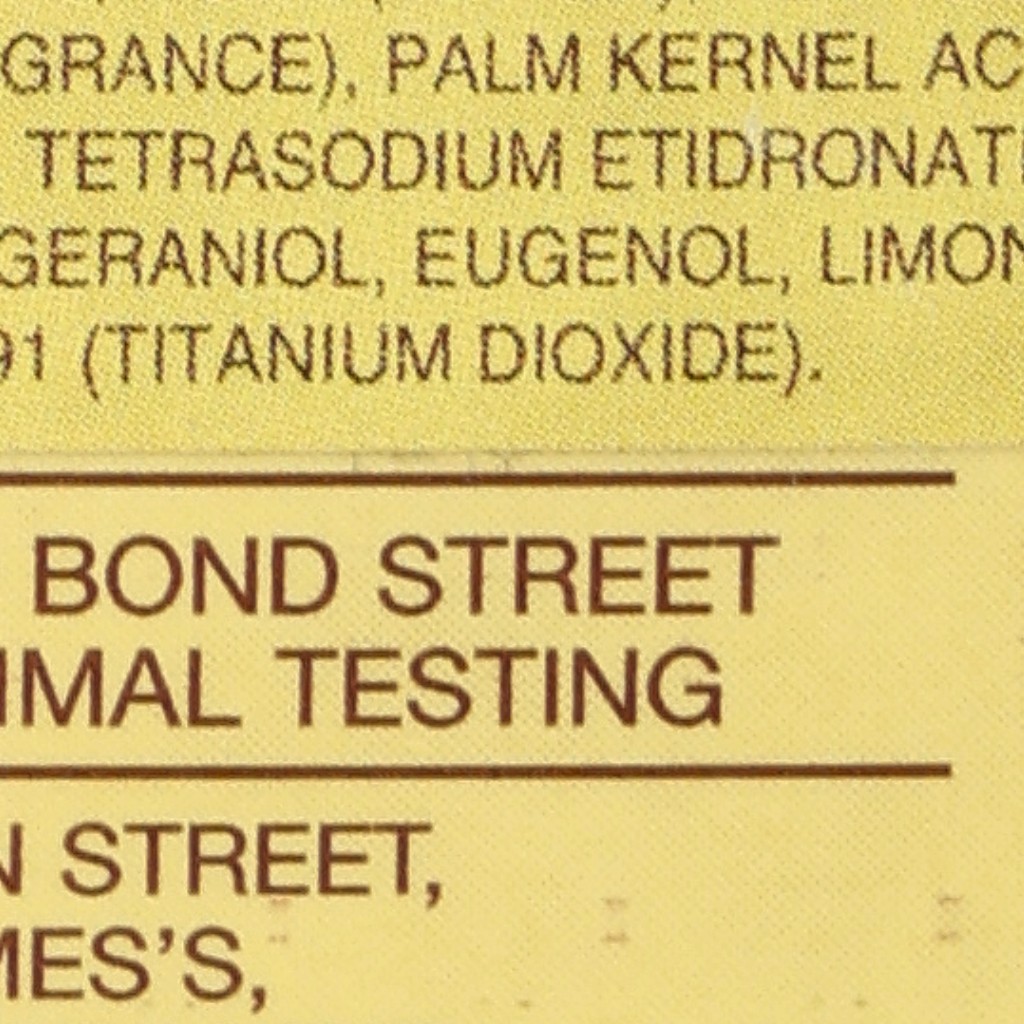 GRANCE), PALM KERNEL AC
TETRASODIUM ETIDRONAT
GERANIOL, EUGENOL, LIMON
91 (TITANIUM DIOXIDE).
BOND STREET
IMAL TESTING
N STREET,
MES'S,